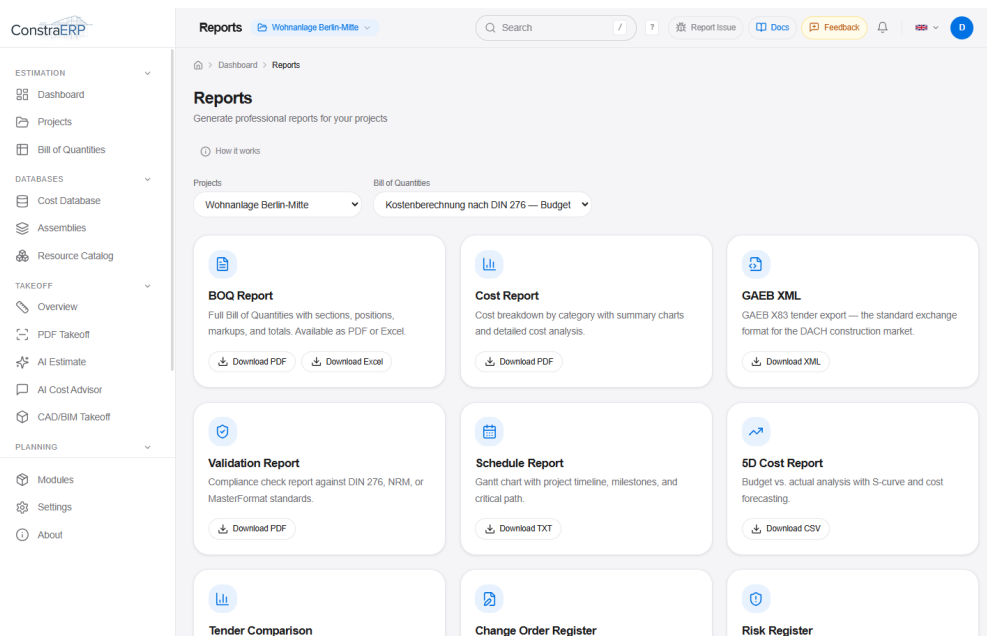 ConstraERP
Reports
Wohnanlage Berlin-Mitte
Search
/
?
Report Issue
Docs
Feedback
D
ESTIMATION
Dashboard
Projects
Bill of Quantities
DATABASES
Cost Database
Assemblies
Resource Catalog
TAKEOFF
Overview
PDF Takeoff
AI Estimate
AI Cost Advisor
CAD/BIM Takeoff
PLANNING
Modules
Settings
About
Dashboard > Reports
Reports
Generate professional reports for your projects
How it works
Projects
Bill of Quantities
Wohnanlage Berlin-Mitte
Kostenberechnung nach DIN 276 — Budget
BOQ Report
Full Bill of Quantities with sections, positions,
markups, and totals. Available as PDF or Excel.
Download PDF
Download Excel
Cost Report
Cost breakdown by category with summary charts
and detailed cost analysis.
Download PDF
GAEB XML
GAEB X83 tender export — the standard exchange
format for the DACH construction market.
Download XML
Validation Report
Compliance check report against DIN 276, NRM, or
MasterFormat standards.
Download PDF
Schedule Report
Gantt chart with project timeline, milestones, and
critical path.
Download TXT
5D Cost Report
Budget vs. actual analysis with S-curve and cost
forecasting.
Download CSV
Tender Comparison
Change Order Register
Risk Register